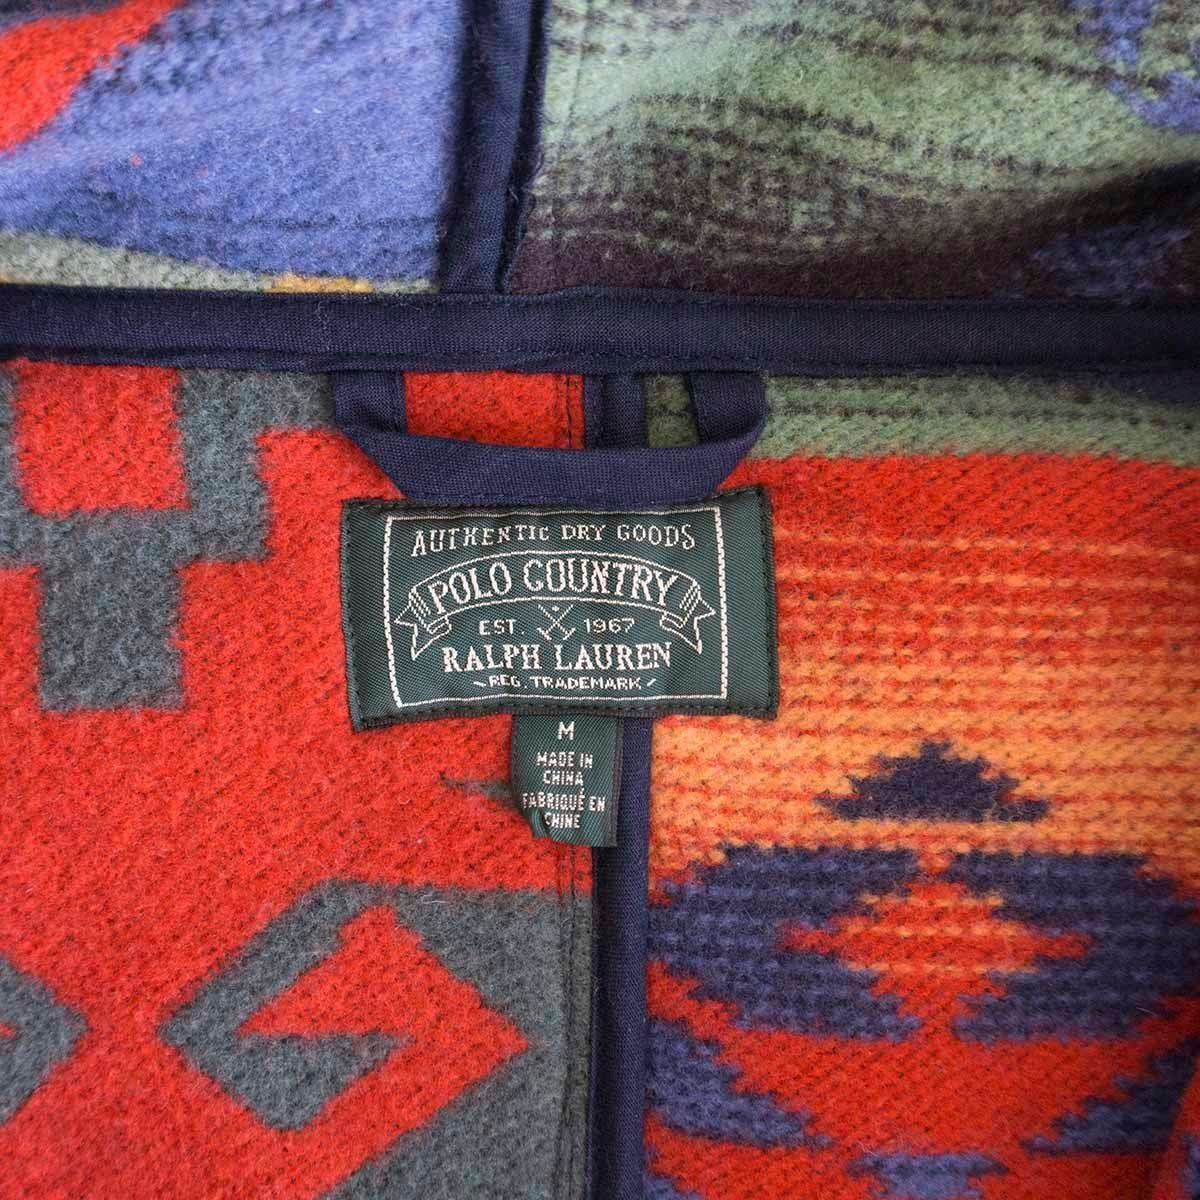 AUTHENTIC DRY GOODS
POLO COUNTRY
EST. 1967
RALPH LAUREN
REG. TRADEMARK
M
MADE IN
CHINA
FABRIQUÉ EN
CHINE